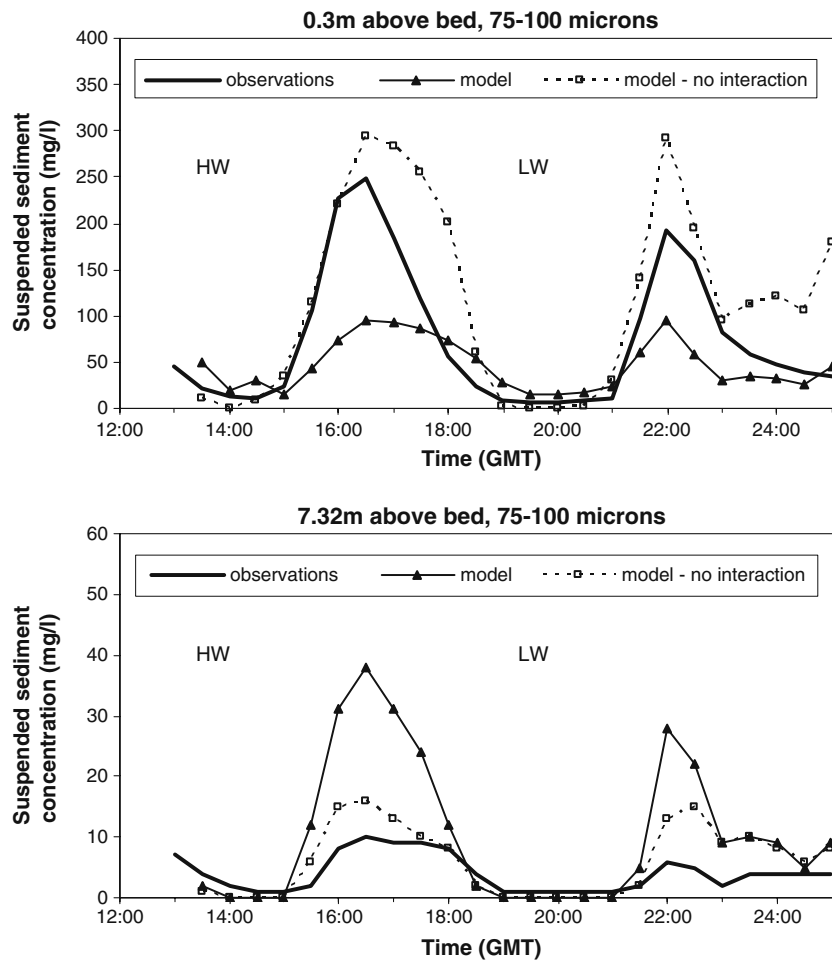 0.3m above bed, 75-100 microns
400
350
300
250
200
150
100
50
0
Suspended sediment
concentration (mg/l)
observations
model
model - no interaction
HW
LW
12:00
14:00
16:00
18:00
20:00
22:00
24:00
Time (GMT)
7.32m above bed, 75-100 microns
60
50
40
30
20
10
0
Suspended sediment
concentration (mg/l)
observations
model
model - no interaction
HW
LW
12:00
14:00
16:00
18:00
20:00
22:00
24:00
Time (GMT)